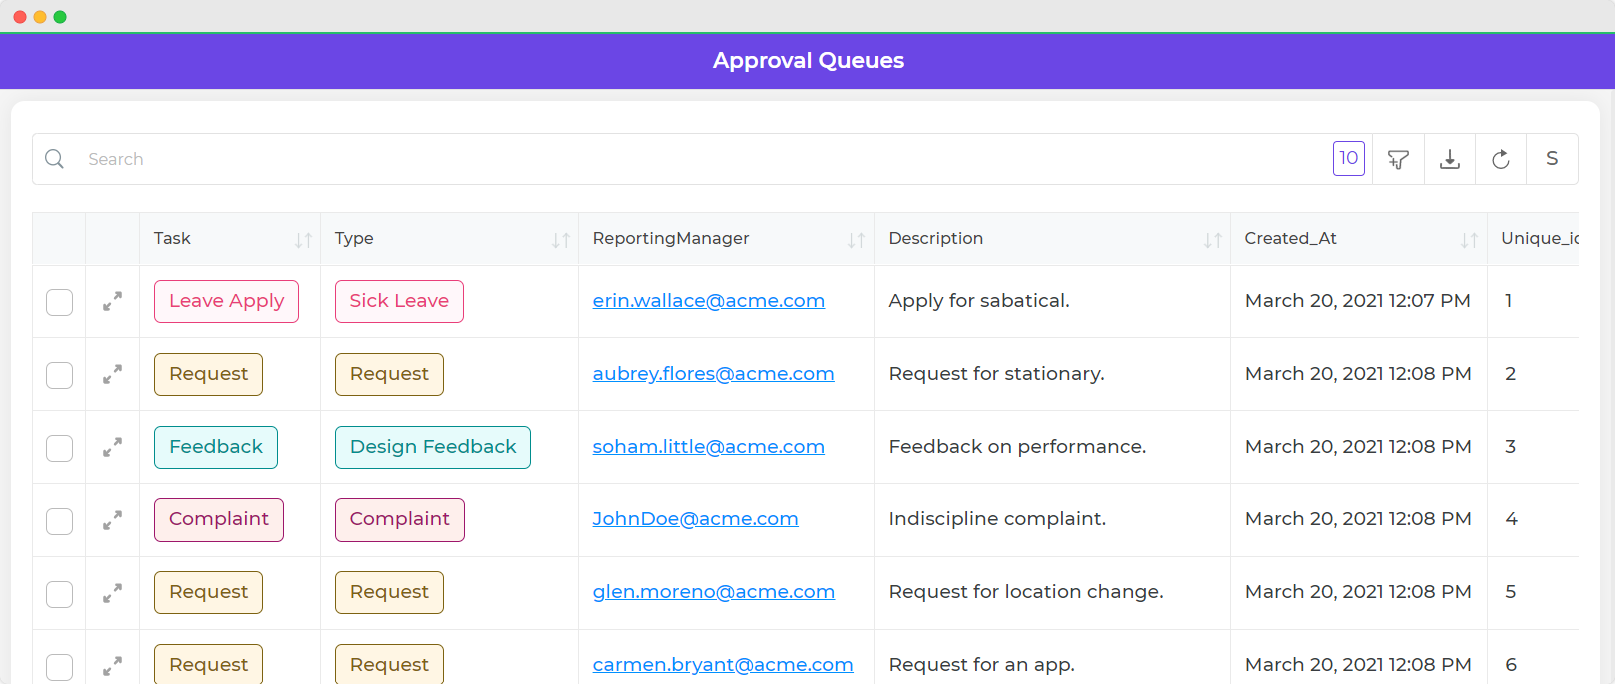 Approval Queues
Search 10 S
Task Type ReportingManager Description Created_At Unique_id
Leave Apply Sick Leave erin.wallace@acme.com Apply for sabatical. March 20, 2021 12:07 PM 1
Request Request aubrey.flores@acme.com Request for stationary. March 20, 2021 12:08 PM 2
Feedback Design Feedback soham.little@acme.com Feedback on performance. March 20, 2021 12:08 PM 3
Complaint Complaint JohnDoe@acme.com Indiscipline complaint. March 20, 2021 12:08 PM 4
Request Request glen.moreno@acme.com Request for location change. March 20, 2021 12:08 PM 5
Request Request carmen.bryant@acme.com Request for an app. March 20, 2021 12:08 PM 6